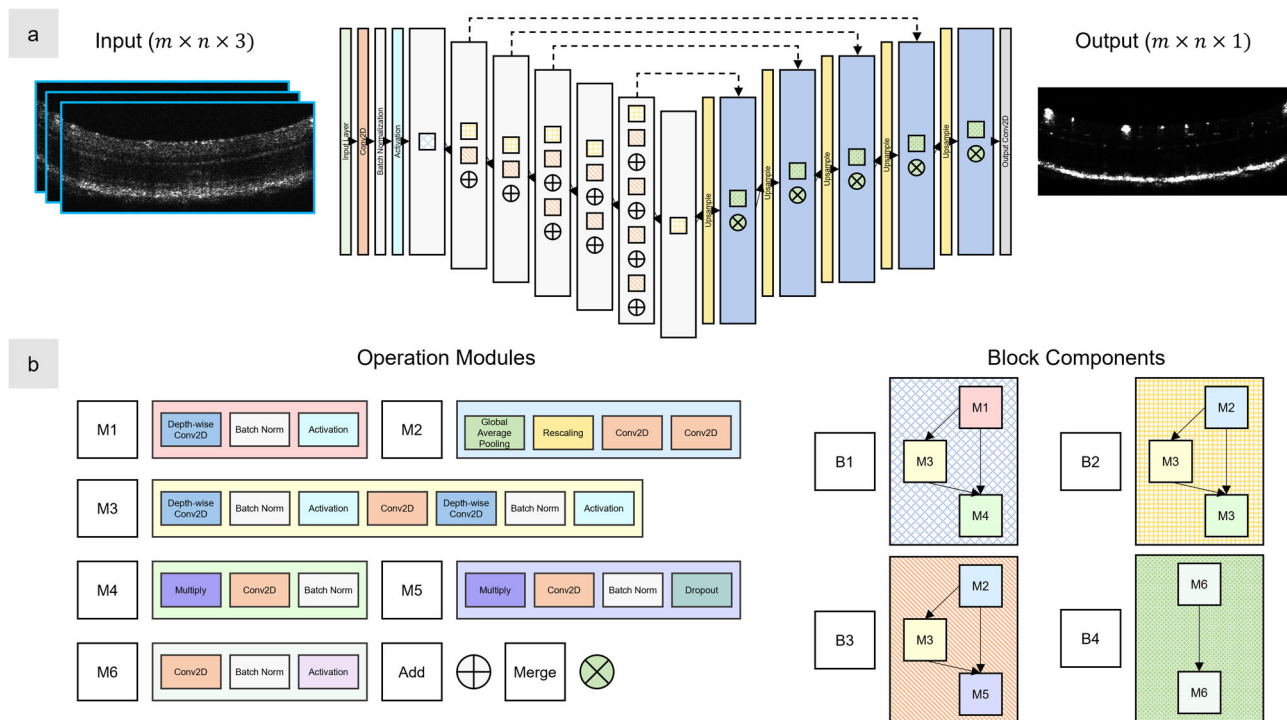 a
Input (m × n × 3)
Output (m × n × 1)
Input Layer
Conv2D
Batch Normalization
Activation
Upsample
Upsample
Upsample
Upsample
Upsample
Output Conv2D
b
Operation Modules
Block Components
M1
Depth-wise
Conv2D
Batch Norm
Activation
M2
Global
Average
Pooling
Rescaling
Conv2D
Conv2D
M3
Depth-wise
Conv2D
Batch Norm
Activation
Conv2D
Depth-wise
Conv2D
Batch Norm
Activation
M4
Multiply
Conv2D
Batch Norm
M5
Multiply
Conv2D
Batch Norm
Dropout
M6
Conv2D
Batch Norm
Activation
Add
Merge
B1
M1
M3
M4
B2
M2
M3
M3
B3
M2
M3
M5
B4
M6
M6